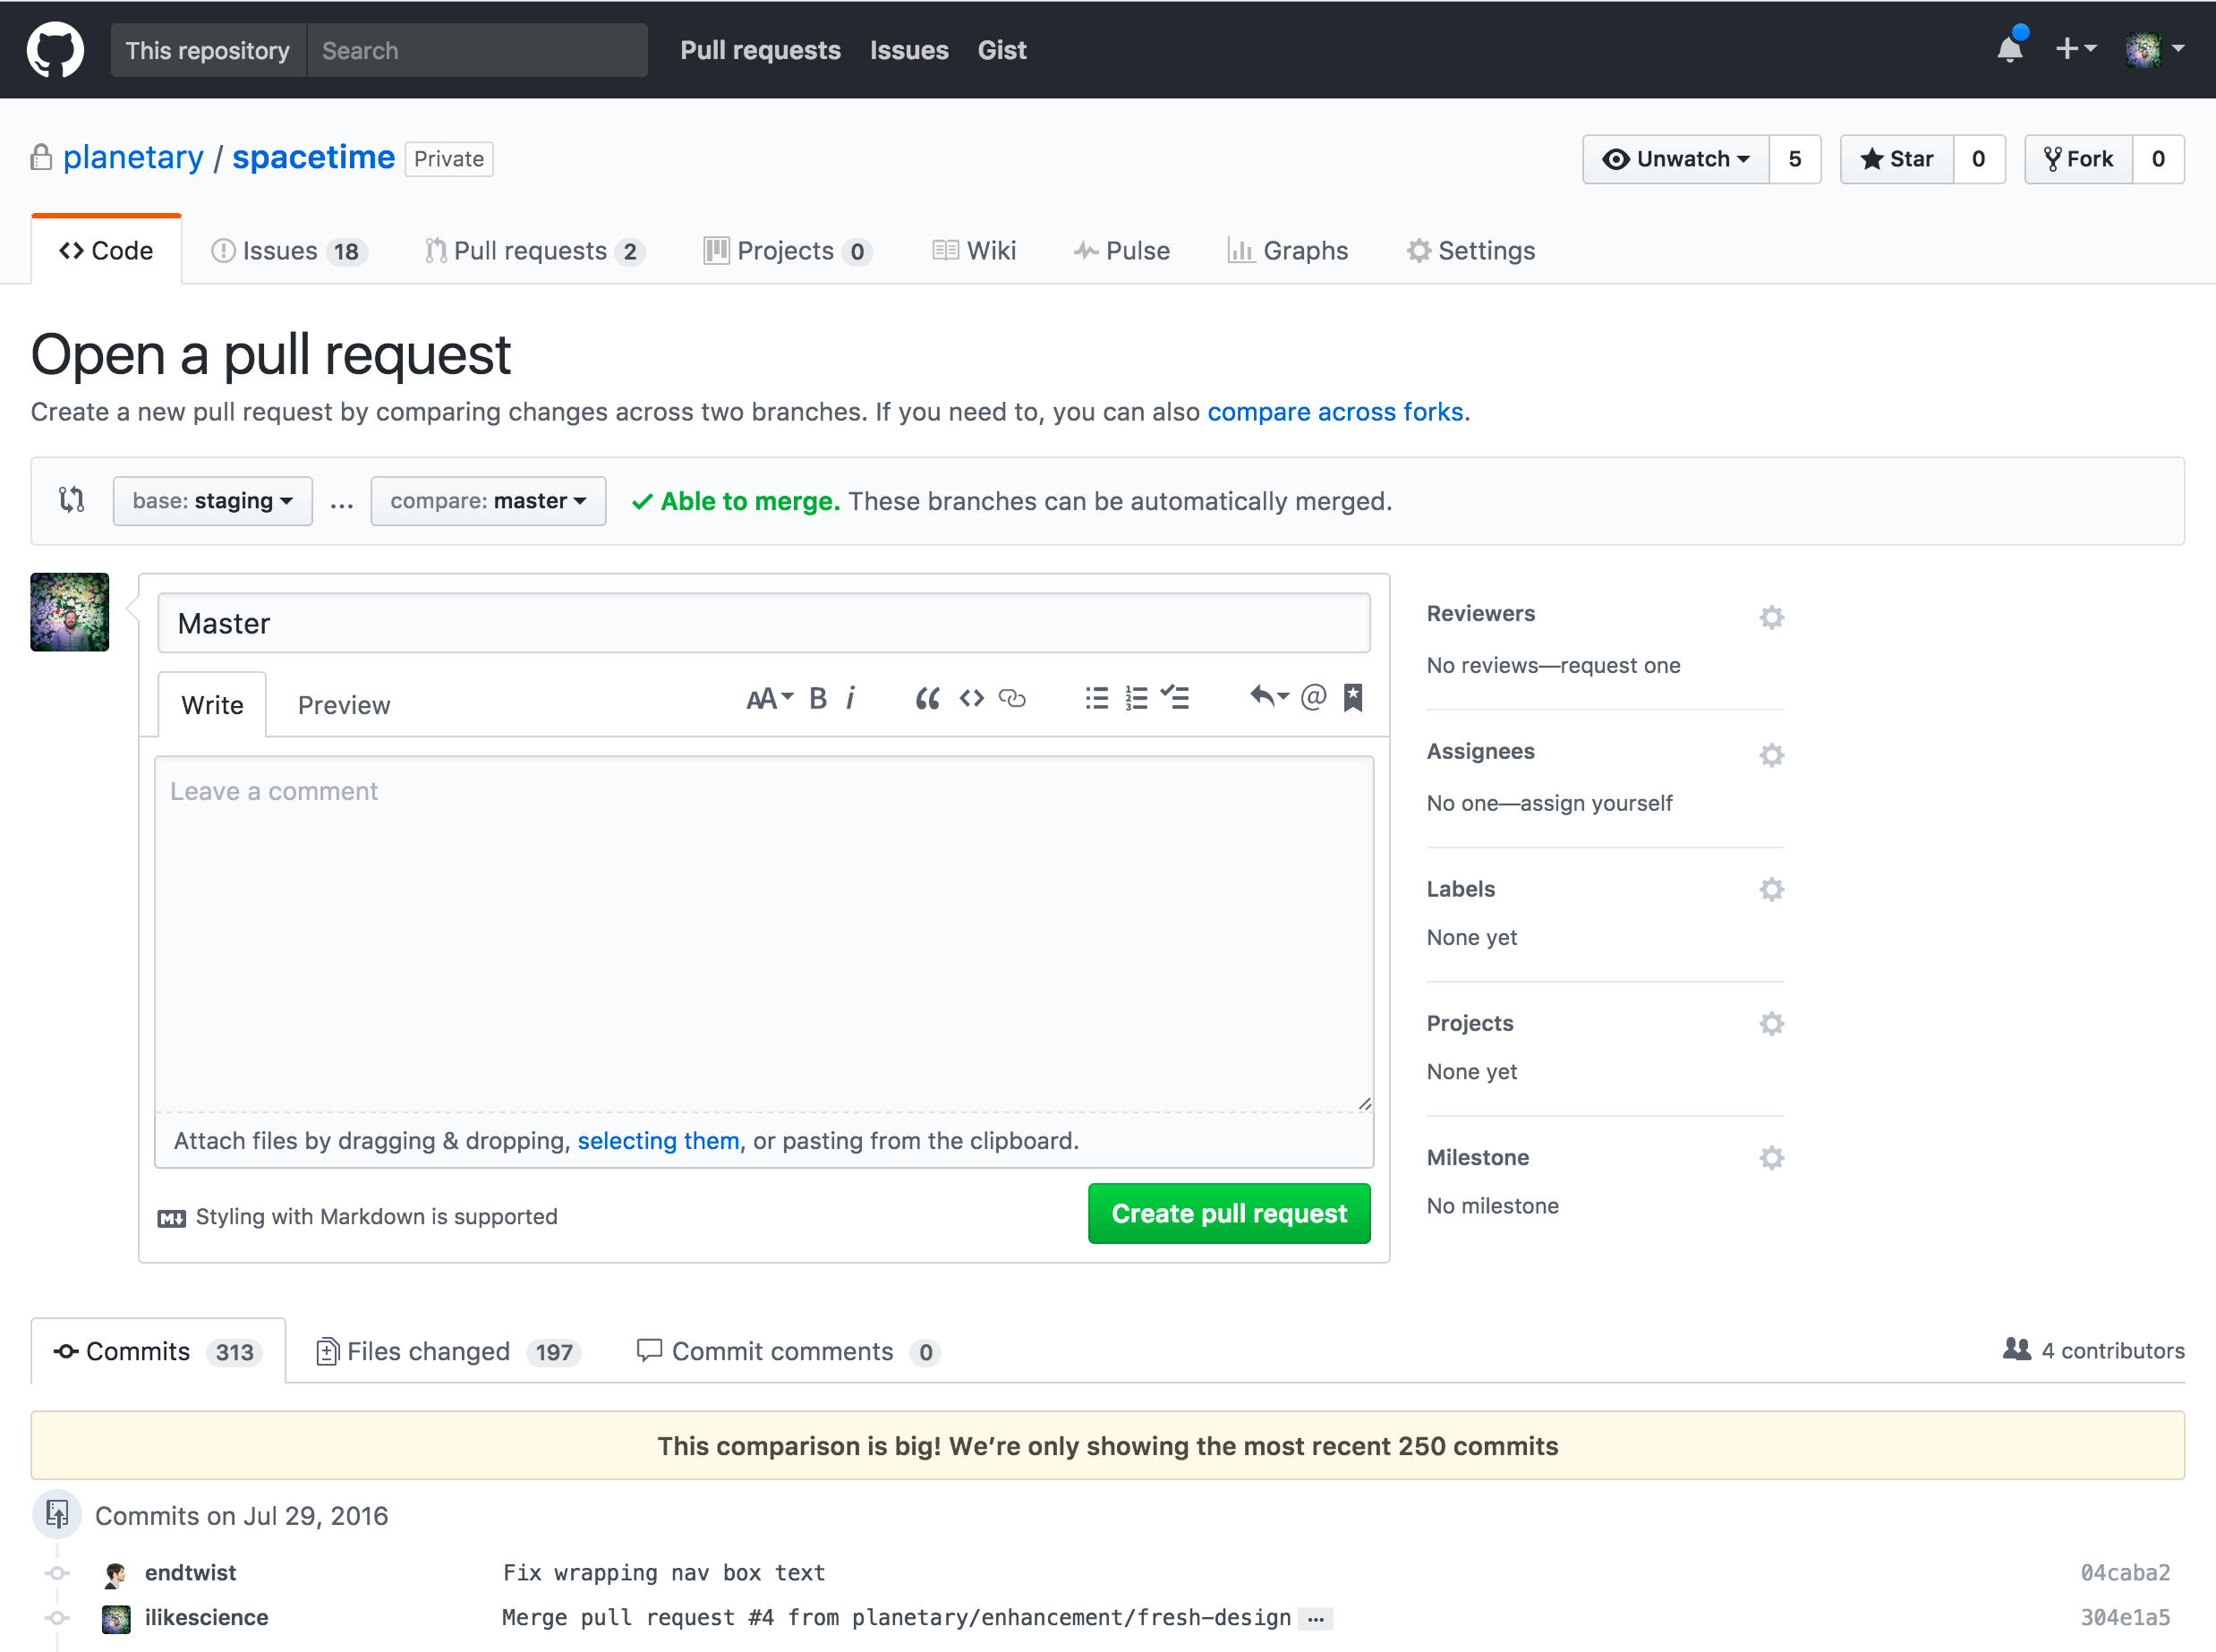 This repository Search Pull requests Issues Gist
planetary / spacetime Private Unwatch 5 Star 0 Fork 0
Code Issues 18 Pull requests 2 Projects 0 Wiki Pulse Graphs Settings
Open a pull request
Create a new pull request by comparing changes across two branches. If you need to, you can also compare across forks.
base: staging … compare: master Able to merge. These branches can be automatically merged.
Master
Write Preview AA B i @
Leave a comment
Attach files by dragging & dropping, selecting them, or pasting from the clipboard.
Styling with Markdown is supported
Create pull request
Reviewers
No reviews—request one
Assignees
No one—assign yourself
Labels
None yet
Projects
None yet
Milestone
No milestone
Commits 313 Files changed 197 Commit comments 0 4 contributors
This comparison is big! We’re only showing the most recent 250 commits
Commits on Jul 29, 2016
endtwist Fix wrapping nav box text 04caba2
ilikescience Merge pull request #4 from planetary/enhancement/fresh-design … 304e1a5